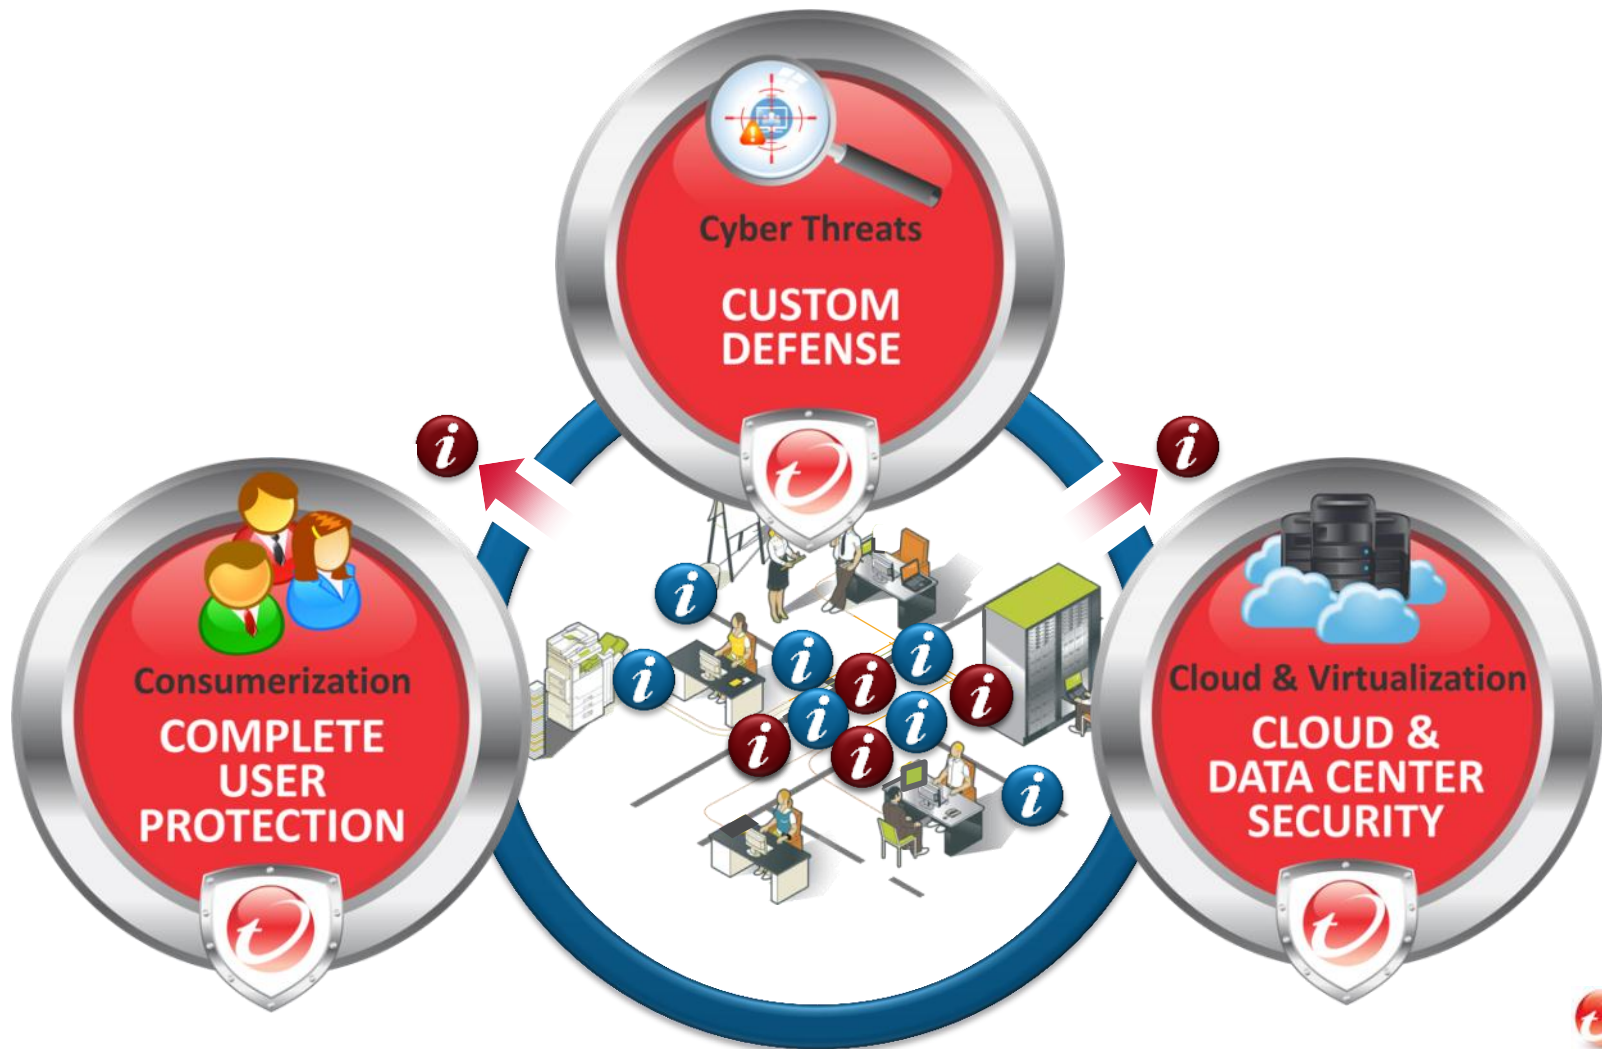 Cyber Threats
CUSTOM
DEFENSE
i
i
Consumerization
COMPLETE
USER
PROTECTION
Cloud & Virtualization
CLOUD &
DATA CENTER
SECURITY
i
i
i
i
i
i
i
i
i
i
i